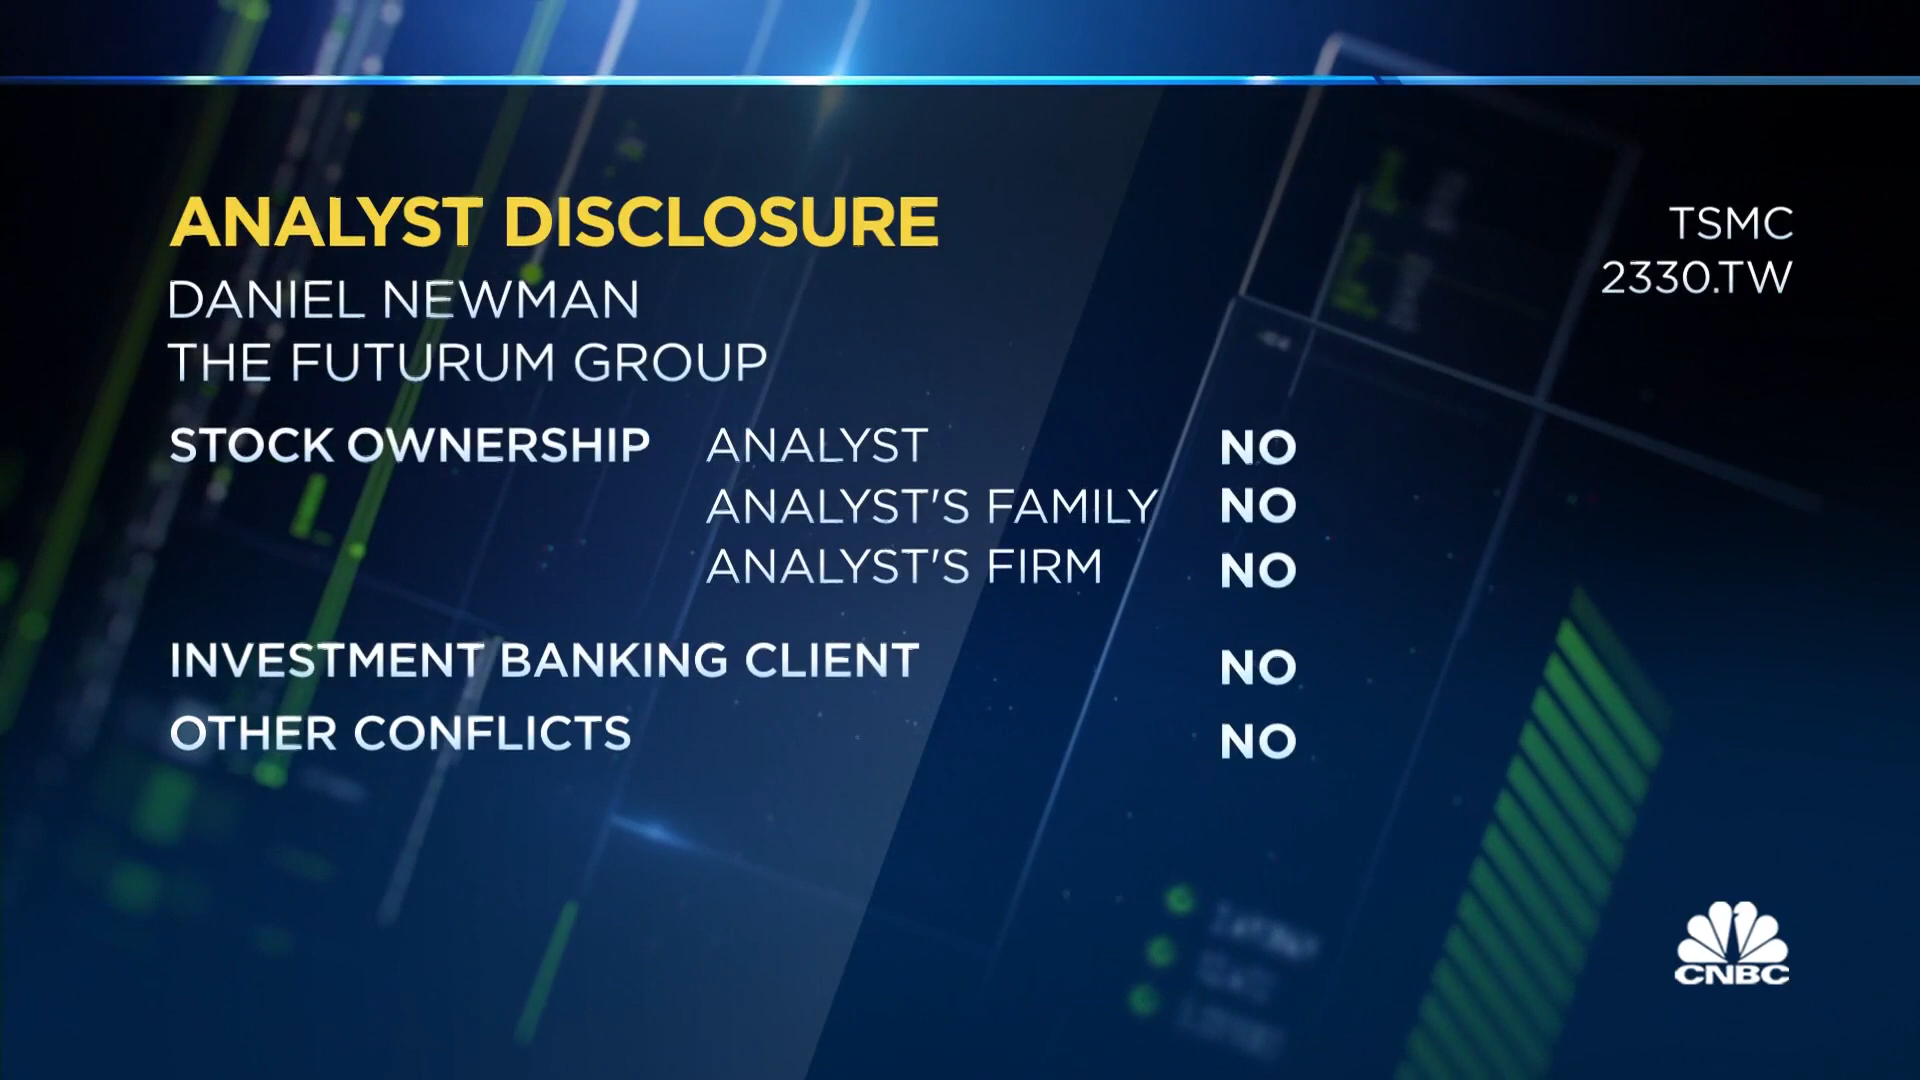 ANALYST DISCLOSURE
DANIEL NEWMAN
THE FUTURUM GROUP
TSMC
2330.TW
STOCK OWNERSHIP ANALYST NO
ANALYST'S FAMILY NO
ANALYST'S FIRM NO
INVESTMENT BANKING CLIENT NO
OTHER CONFLICTS NO
CNBC